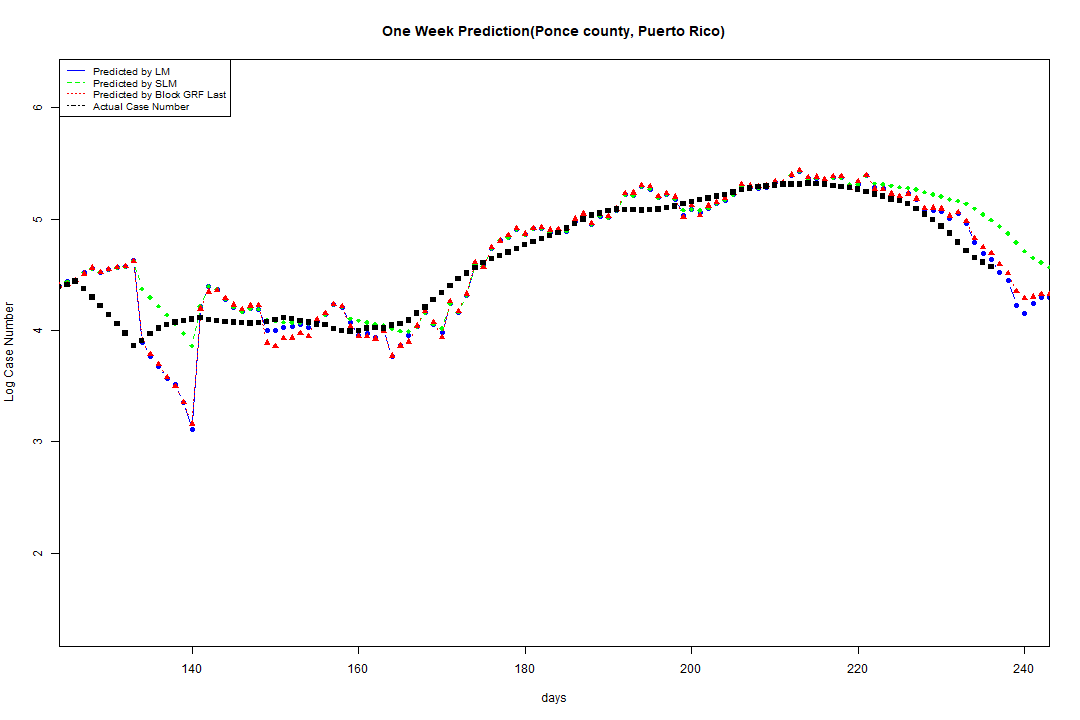 One Week Prediction(Ponce county, Puerto Rico)
Predicted by LM
Predicted by SLM
Predicted by Block GRF Last
Actual Case Number
6
5
4
3
2
Log Case Number
140 160 180 200 220 240
days